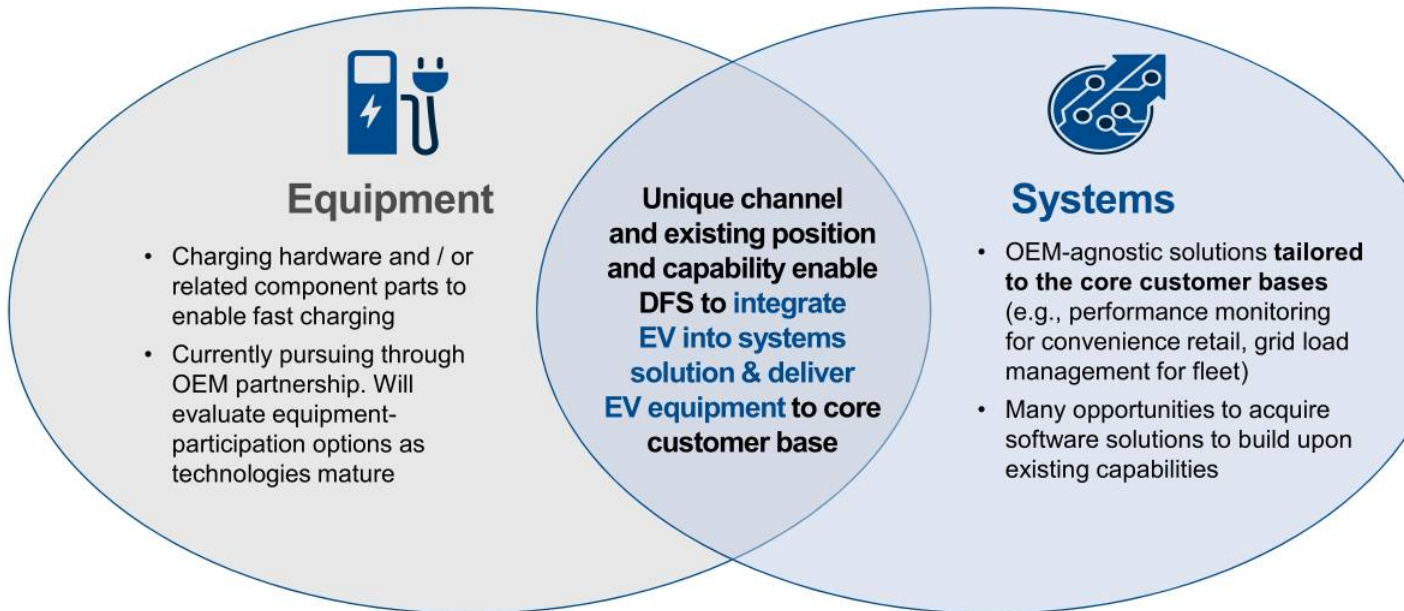 Equipment
• Charging hardware and / or
related component parts to
enable fast charging
• Currently pursuing through
OEM partnership. Will
evaluate equipment-
participation options as
technologies mature
Unique channel
and existing position
and capability enable
DFS to integrate
EV into systems
solution & deliver
EV equipment to core
customer base
Systems
• OEM-agnostic solutions tailored
to the core customer bases
(e.g., performance monitoring
for convenience retail, grid load
management for fleet)
• Many opportunities to acquire
software solutions to build upon
existing capabilities